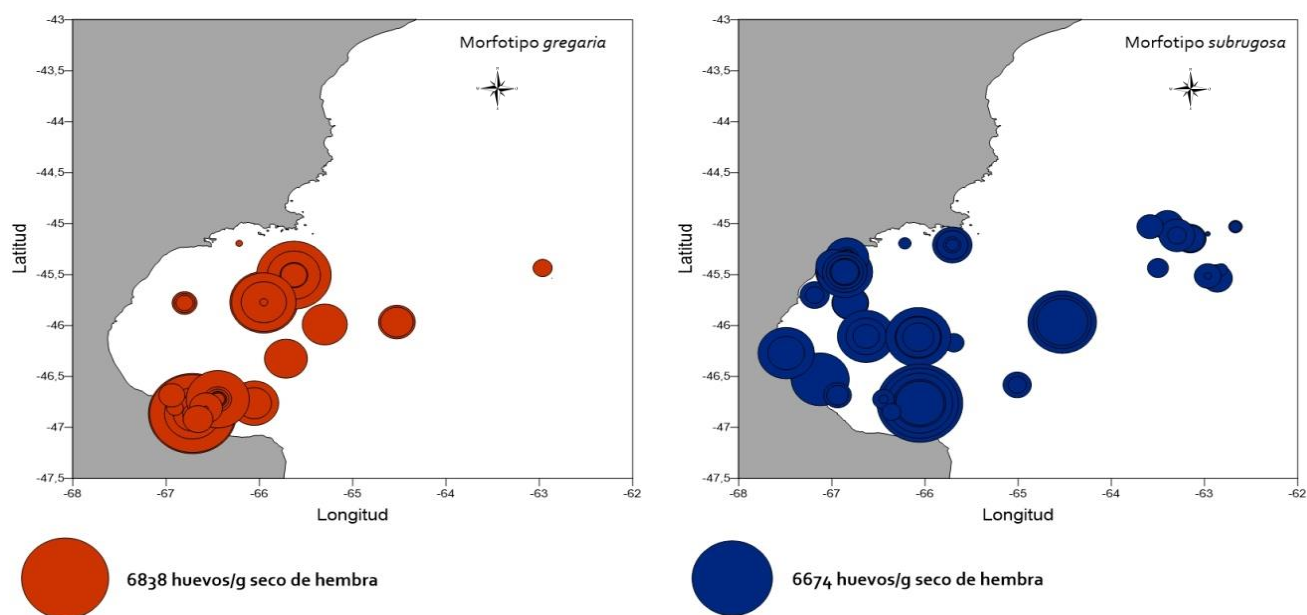 Morfotipo gregaria
-43
-43,5
-44
-44,5
-45
-45,5
-46
-46,5
-47
-47,5
Latitud
-68 -67 -66 -65 -64 -63 -62
Longitud
6838 huevos/g seco de hembra
Morfotipo subrugosa
-43
-43,5
-44
-44,5
-45
-45,5
-46
-46,5
-47
-47,5
Latitud
-68 -67 -66 -65 -64 -63 -62
Longitud
6674 huevos/g seco de hembra